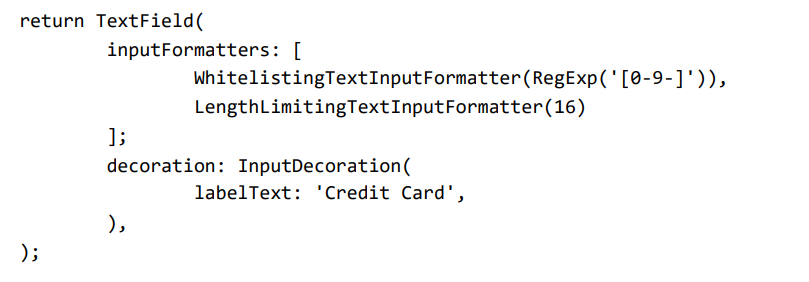 return TextField(
inputFormatters: [
WhitelistingTextInputFormatter(RegExp('[0-9-]')),
LengthLimitingTextInputFormatter(16)
];
decoration: InputDecoration(
labelText: 'Credit Card',
),
);